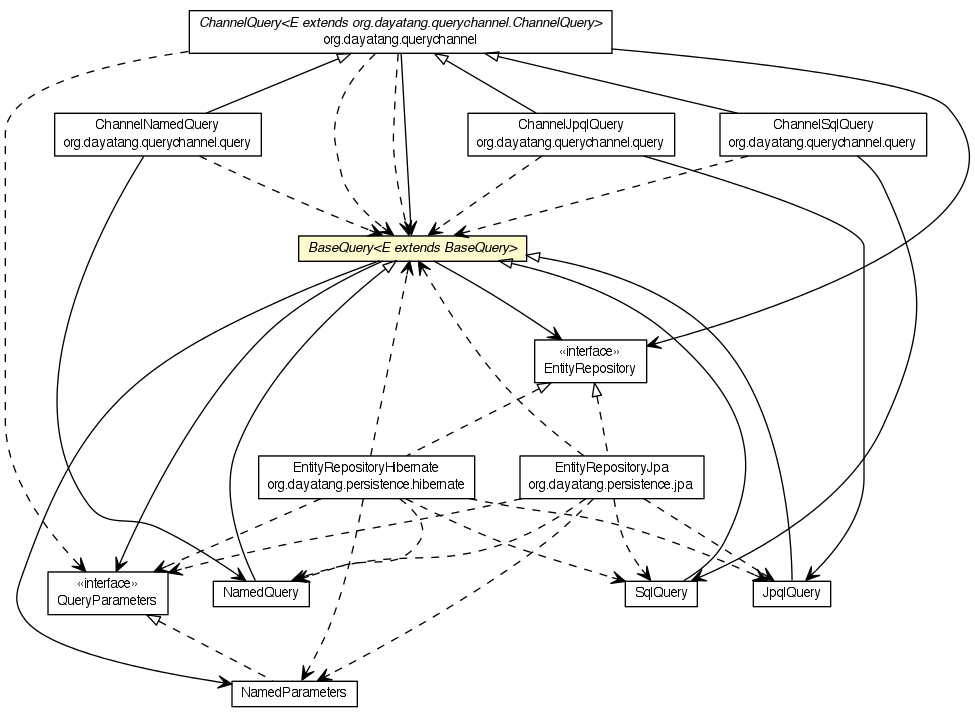 ChannelQuery<E extends org.dayatang.querychannel.ChannelQuery>
org.dayatang.querychannel
ChannelNamedQuery
org.dayatang.querychannel.query
ChannelJpqlQuery
org.dayatang.querychannel.query
ChannelSqlQuery
org.dayatang.querychannel.query
BaseQuery<E extends BaseQuery>
«interface»
EntityRepository
EntityRepositoryHibernate
org.dayatang.persistence.hibernate
EntityRepositoryJpa
org.dayatang.persistence.jpa
«interface»
QueryParameters
NamedQuery
SqlQuery
JpqlQuery
NamedParameters